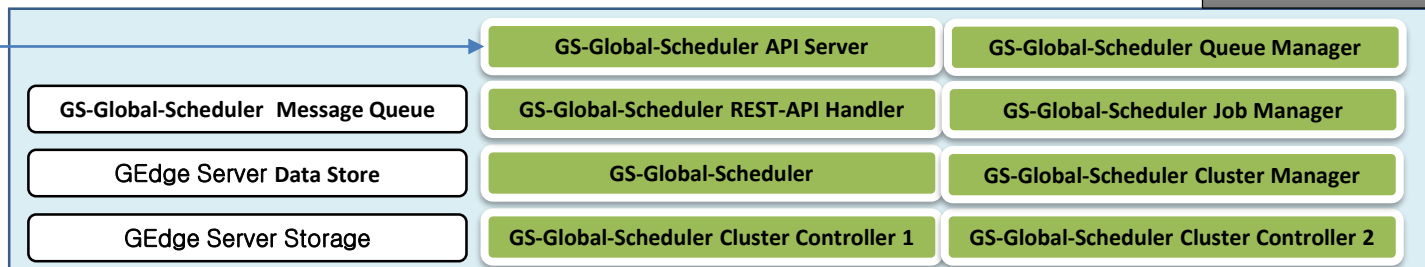 GS-Global-Scheduler API Server
GS-Global-Scheduler Queue Manager
GS-Global-Scheduler Message Queue
GS-Global-Scheduler REST-API Handler
GS-Global-Scheduler Job Manager
GEdge Server Data Store
GS-Global-Scheduler
GS-Global-Scheduler Cluster Manager
GEdge Server Storage
GS-Global-Scheduler Cluster Controller 1
GS-Global-Scheduler Cluster Controller 2